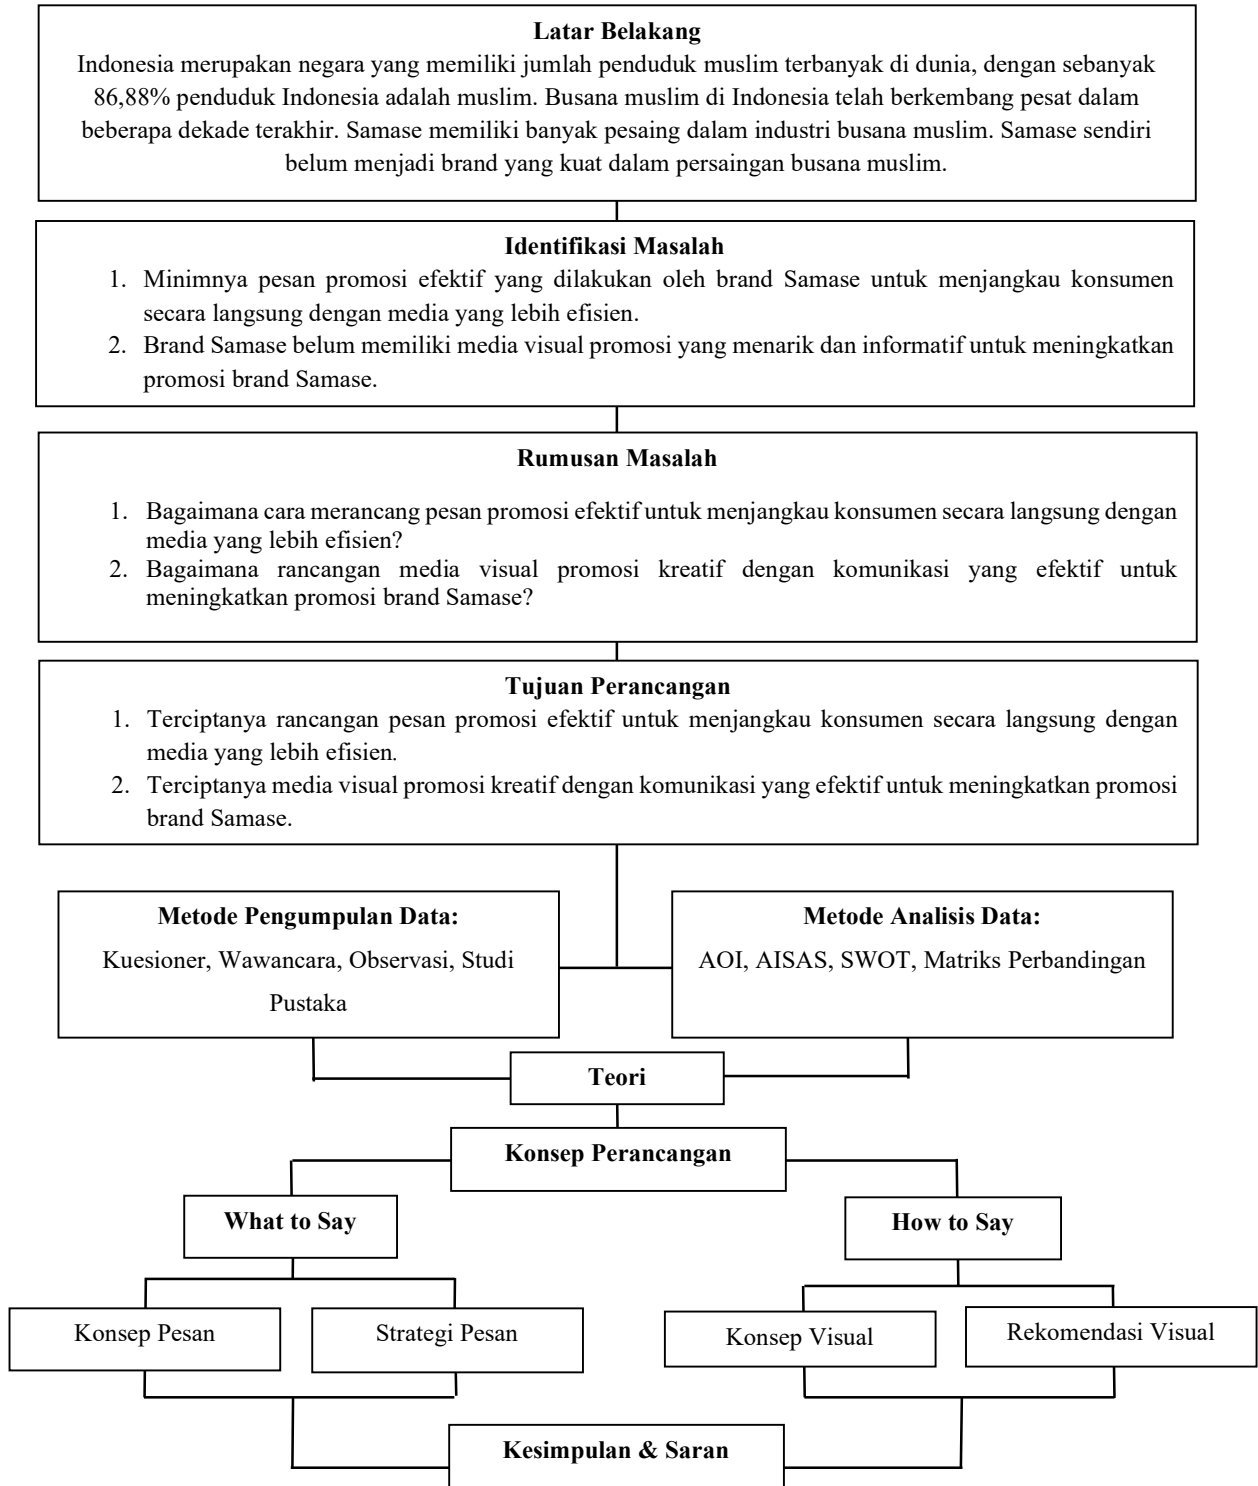 Latar Belakang
Indonesia merupakan negara yang memiliki jumlah penduduk muslim terbanyak di dunia, dengan sebanyak
86,88% penduduk Indonesia adalah muslim. Busana muslim di Indonesia telah berkembang pesat dalam
beberapa dekade terakhir. Samase memiliki banyak pesaing dalam industri busana muslim. Samase sendiri
belum menjadi brand yang kuat dalam persaingan busana muslim.
Identifikasi Masalah
1. Minimnya pesan promosi efektif yang dilakukan oleh brand Samase untuk menjangkau konsumen
secara langsung dengan media yang lebih efisien.
2. Brand Samase belum memiliki media visual promosi yang menarik dan informatif untuk meningkatkan
promosi brand Samase.
Rumusan Masalah
1. Bagaimana cara merancang pesan promosi efektif untuk menjangkau konsumen secara langsung dengan
media yang lebih efisien?
2. Bagaimana rancangan media visual promosi kreatif dengan komunikasi yang efektif untuk
meningkatkan promosi brand Samase?
Tujuan Perancangan
1. Terciptanya rancangan pesan promosi efektif untuk menjangkau konsumen secara langsung dengan
media yang lebih efisien.
2. Terciptanya media visual promosi kreatif dengan komunikasi yang efektif untuk meningkatkan promosi
brand Samase.
Metode Pengumpulan Data:
Kuesioner, Wawancara, Observasi, Studi
Pustaka
Metode Analisis Data:
AOI, AISAS, SWOT, Matriks Perbandingan
Teori
Konsep Perancangan
What to Say
How to Say
Konsep Pesan
Strategi Pesan
Konsep Visual
Rekomendasi Visual
Kesimpulan & Saran